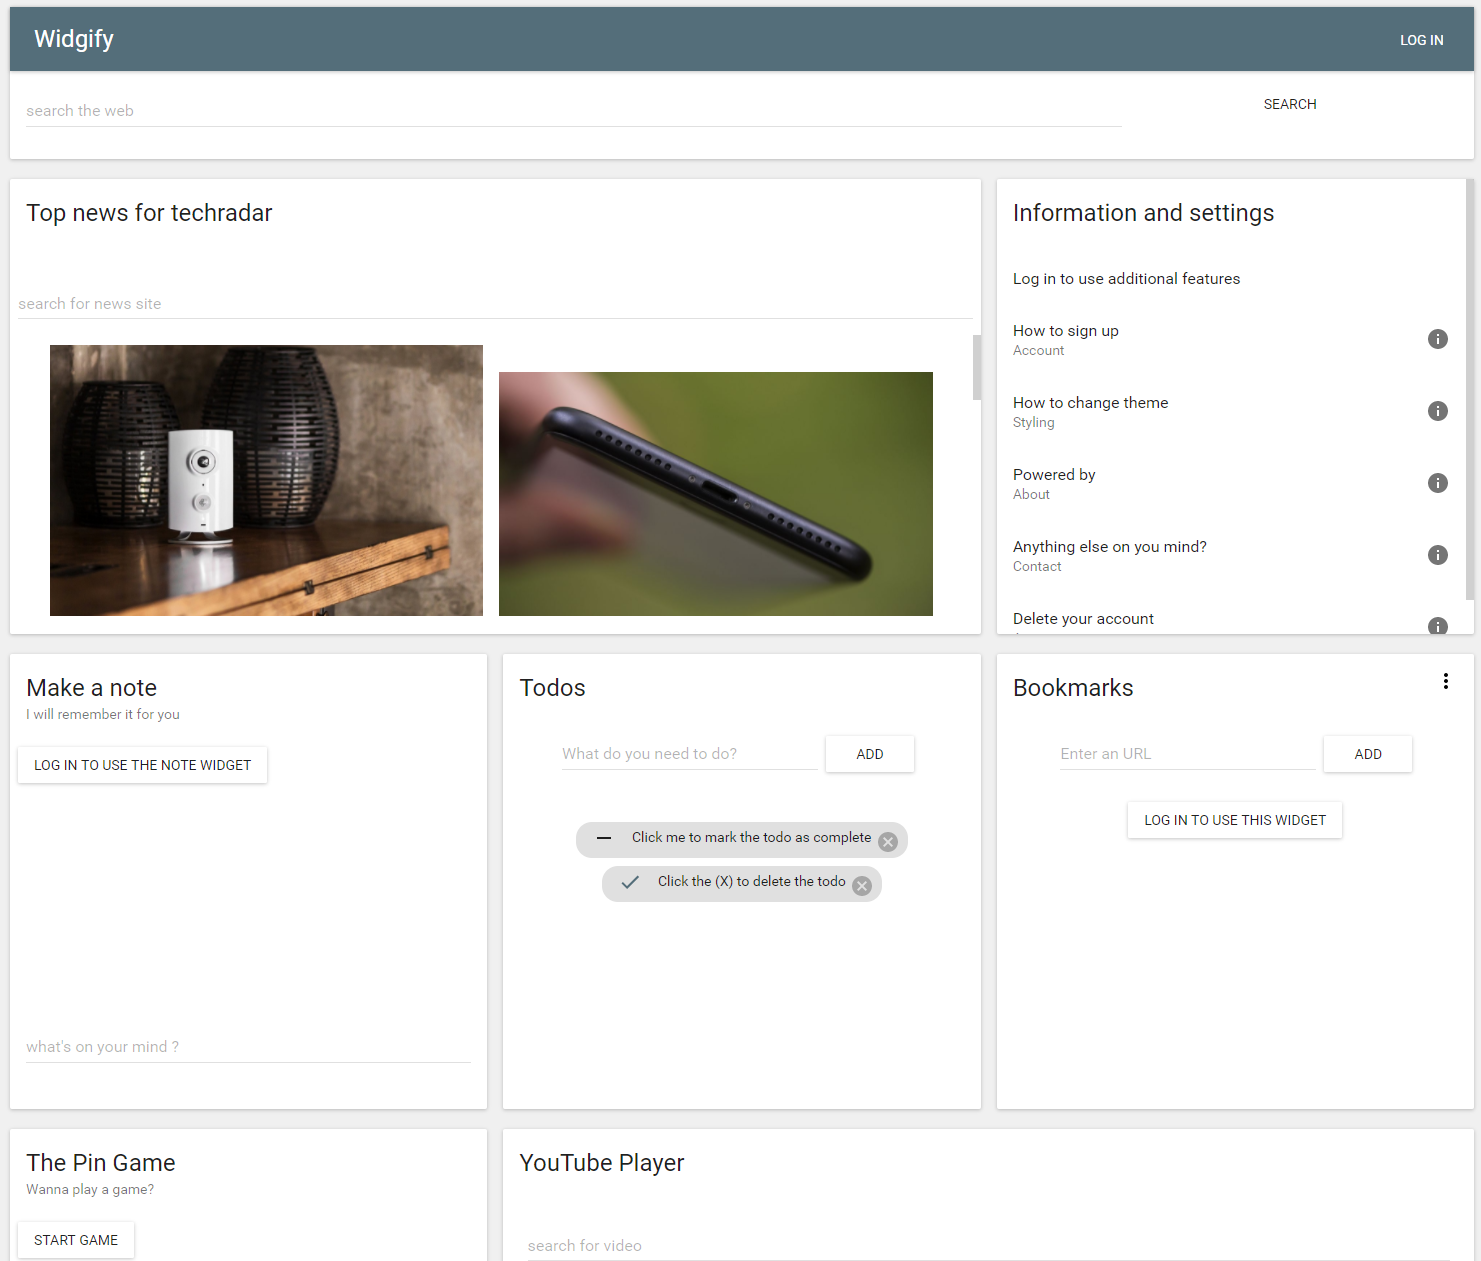 Widgify
LOG IN
search the web
SEARCH
Top news for techradar
search for news site
Information and settings
Log in to use additional features
How to sign up
Account
How to change theme
Styling
Powered by
About
Anything else on you mind?
Contact
Delete your account
Make a note
I will remember it for you
LOG IN TO USE THE NOTE WIDGET
what's on your mind ?
Todos
What do you need to do?
ADD
Click me to mark the todo as complete
Click the (X) to delete the todo
Bookmarks
Enter an URL
ADD
LOG IN TO USE THIS WIDGET
The Pin Game
Wanna play a game?
START GAME
YouTube Player
search for video